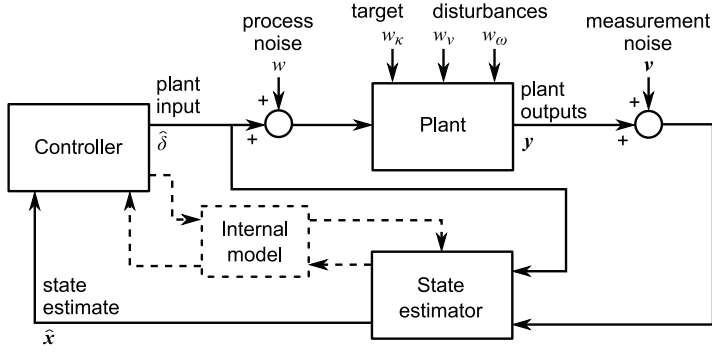 process
noise
w
target
w_κ
disturbances
w_v w_ω
measurement
noise
v
plant
input
δ̂
+
+
Controller
Plant
plant
outputs
y
+
+
Internal
model
State
estimator
state
estimate
x̂